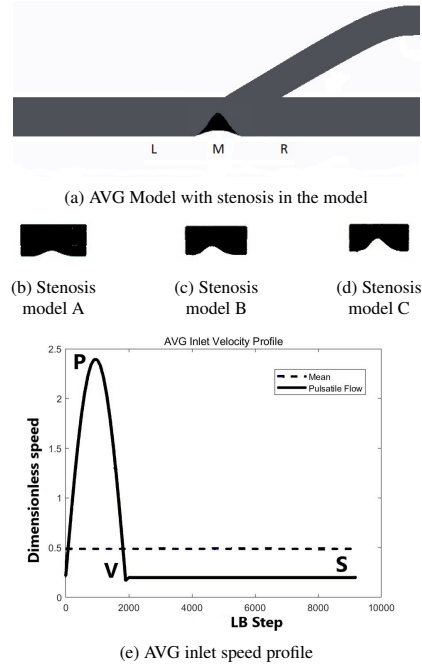 L M R
(a) AVG Model with stenosis in the model
(b) Stenosis model A
(c) Stenosis model B
(d) Stenosis model C
AVG Inlet Velocity Profile
2.5
2
1.5
1
0.5
0
Dimensionless speed
P
V
S
Mean
Pulsatile Flow
0 2000 4000 6000 8000 10000
LB Step
(e) AVG inlet speed profile